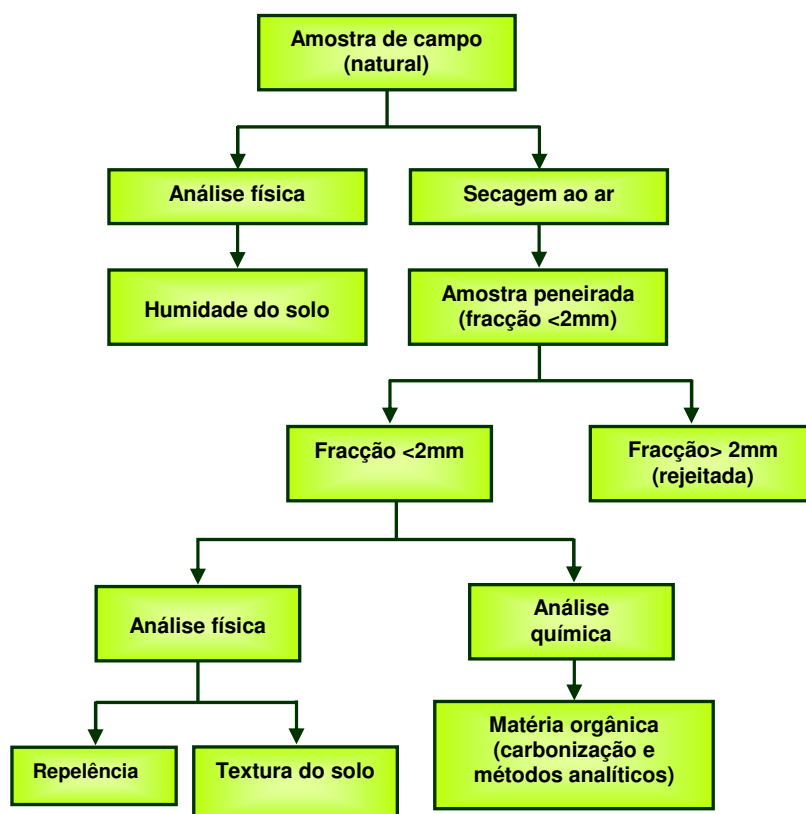 Amostra de campo
(natural)
Análise física
Secagem ao ar
Humidade do solo
Amostra peneirada
(fracção <2mm)
Fracção <2mm
Fracção> 2mm
(rejeitada)
Análise física
Análise
química
Repelência
Textura do solo
Matéria orgânica
(carbonização e
métodos analíticos)